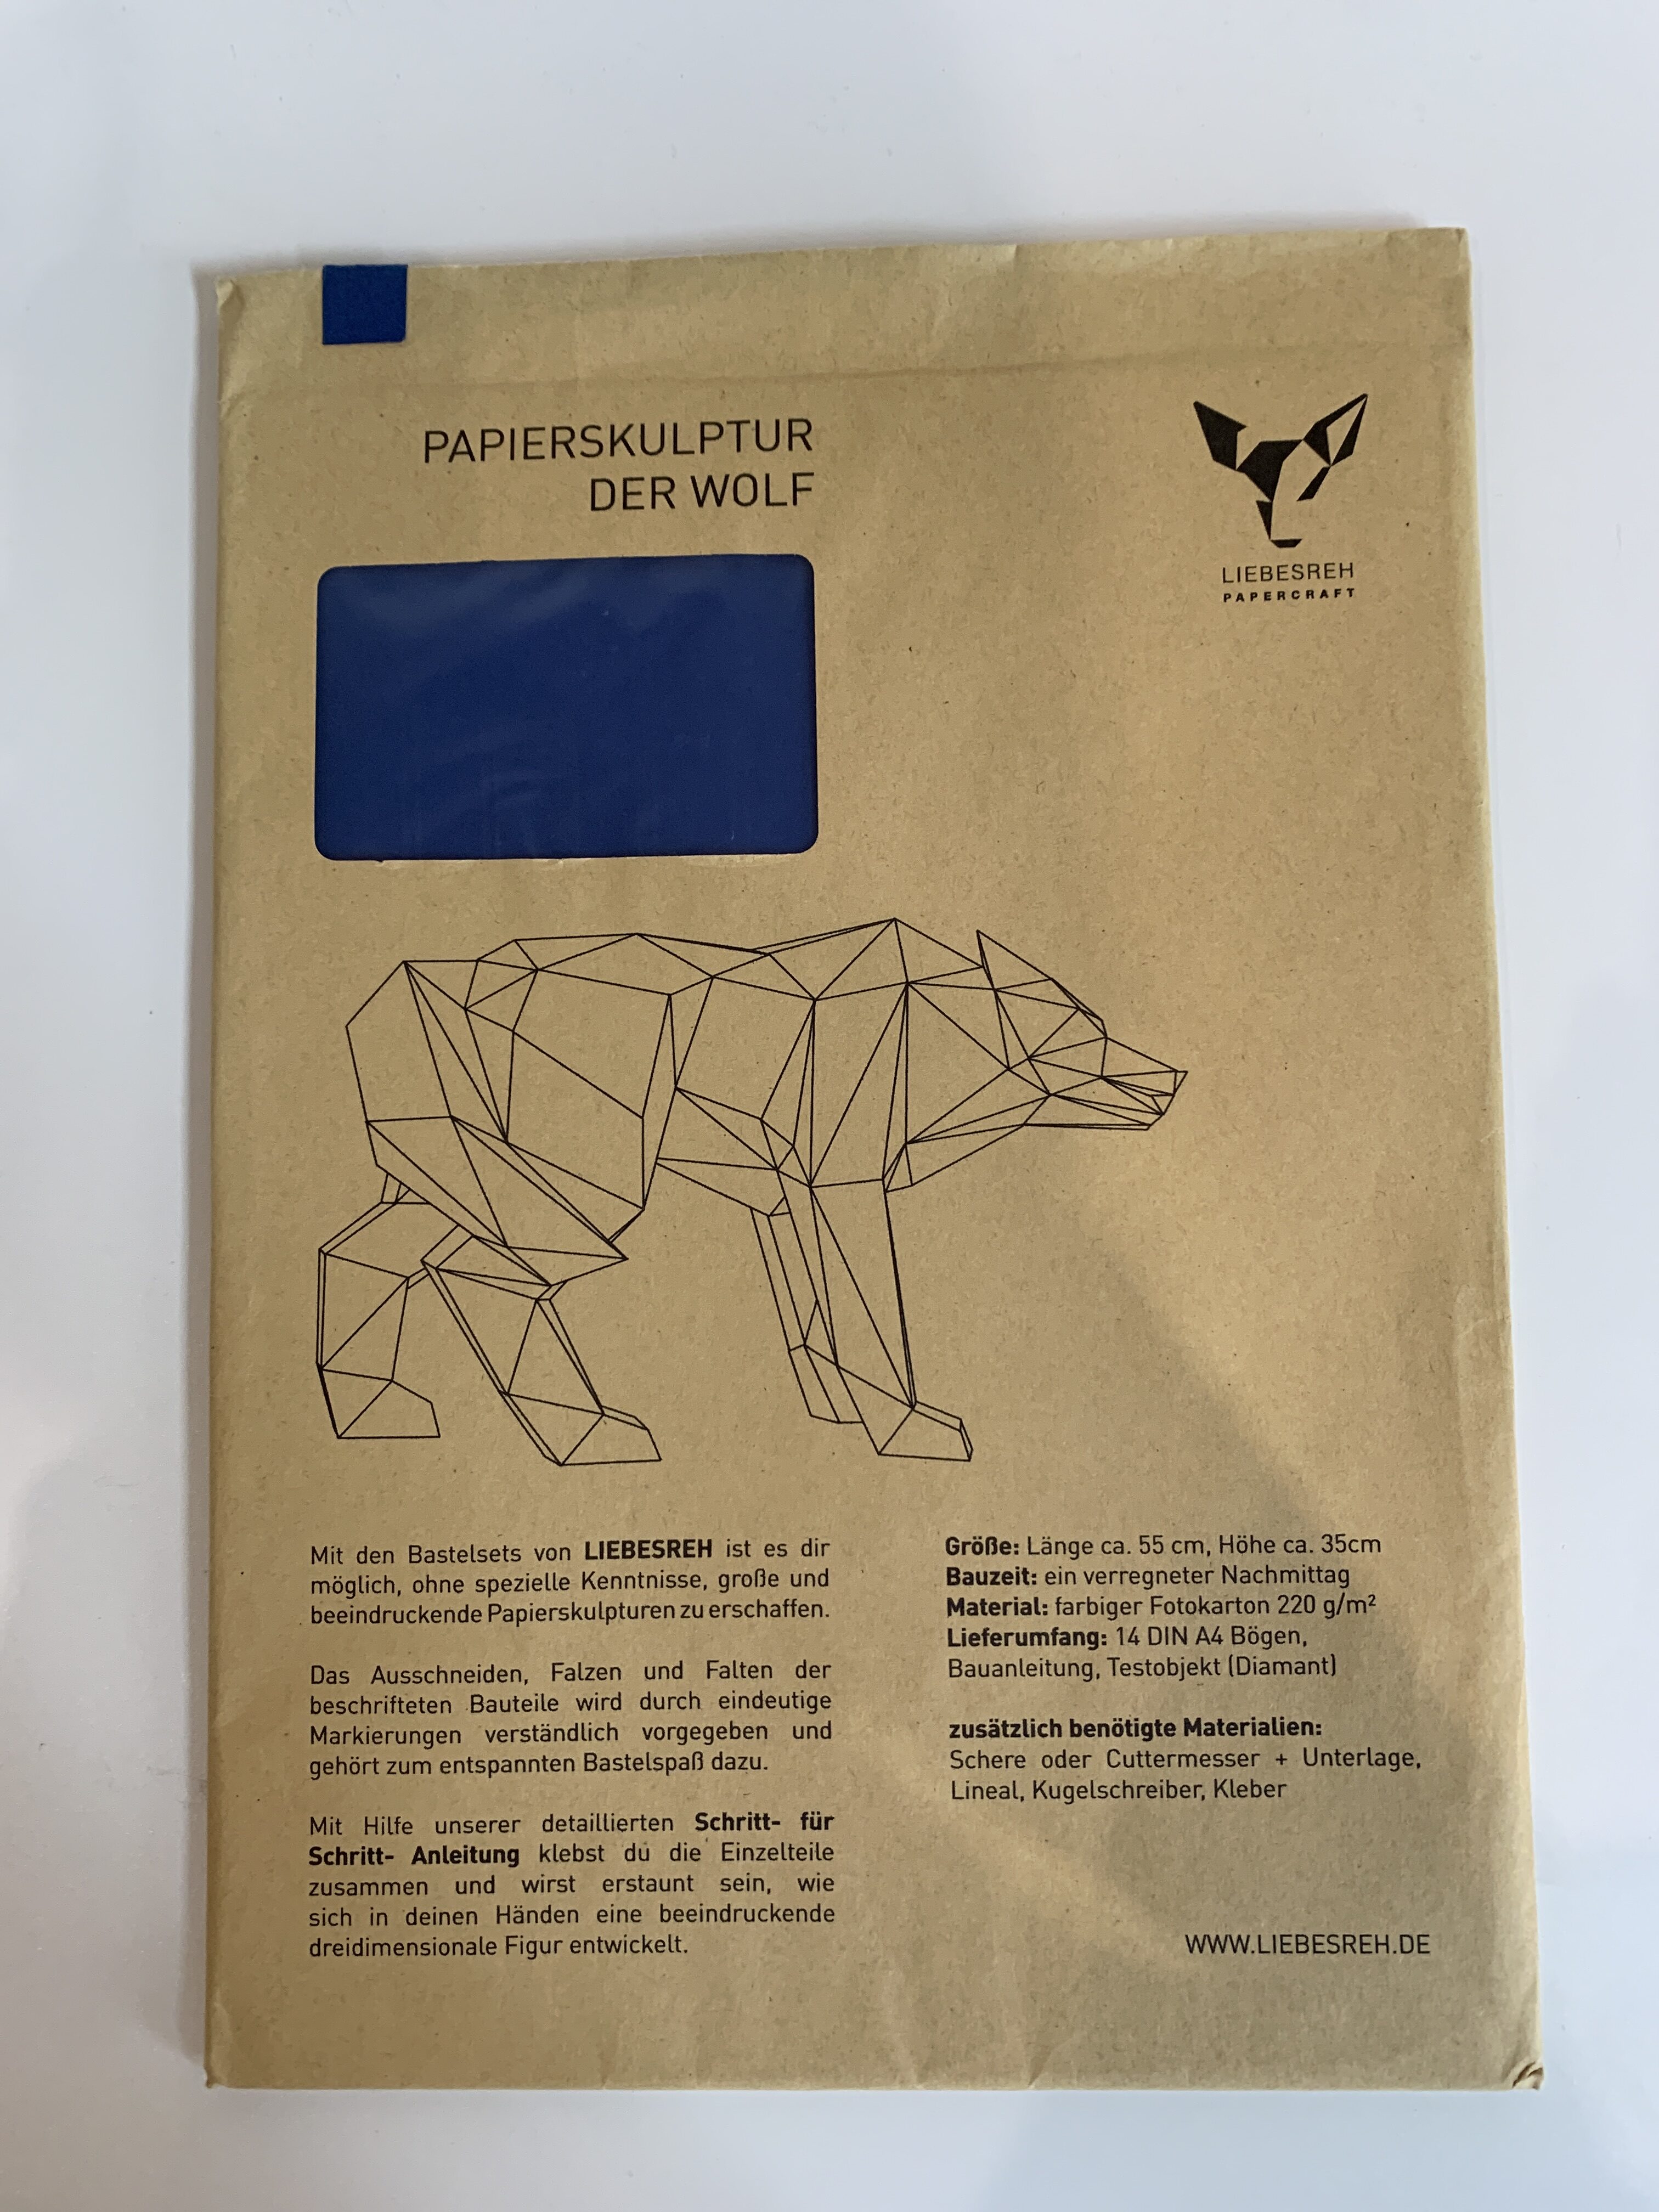 PAPIERSKULPTUR
DER WOLF
LIEBESREH
PAPERCRAFT
Mit den Bastelsets von LIEBESREH ist es dir
möglich, ohne spezielle Kenntnisse, große und
beeindruckende Papierskulpturen zu erschaffen.
Das Ausschneiden, Falzen und Falten der
beschrifteten Bauteile wird durch eindeutige
Markierungen verständlich vorgegeben und
gehört zum entspannten Bastelspaß dazu.
Mit Hilfe unserer detaillierten Schritt- für
Schritt- Anleitung klebst du die Einzelteile
zusammen und wirst erstaunt sein, wie
sich in deinen Händen eine beeindruckende
dreidimensionale Figur entwickelt.
Größe: Länge ca. 55 cm, Höhe ca. 35cm
Bauzeit: ein verregneter Nachmittag
Material: farbiger Fotokarton 220 g/m²
Lieferumfang: 14 DIN A4 Bögen,
Bauanleitung, Testobjekt (Diamant)
zusätzlich benötigte Materialien:
Schere oder Cuttermesser + Unterlage,
Lineal, Kugelschreiber, Kleber
WWW.LIEBESREH.DE